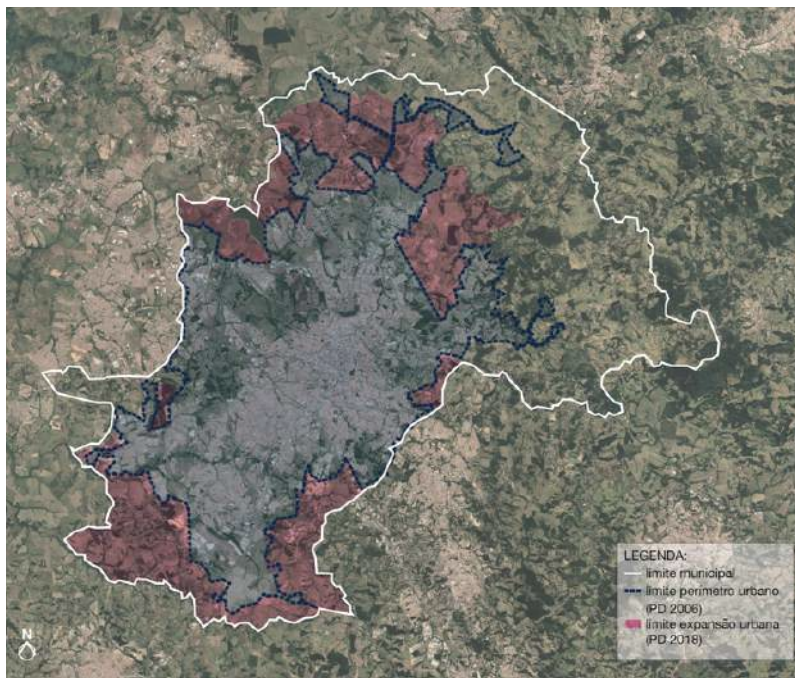 LEGENDA:
limite municipal
limite perímetro urbano
(PD 2006)
limite expansão urbana
(PD 2018)
N